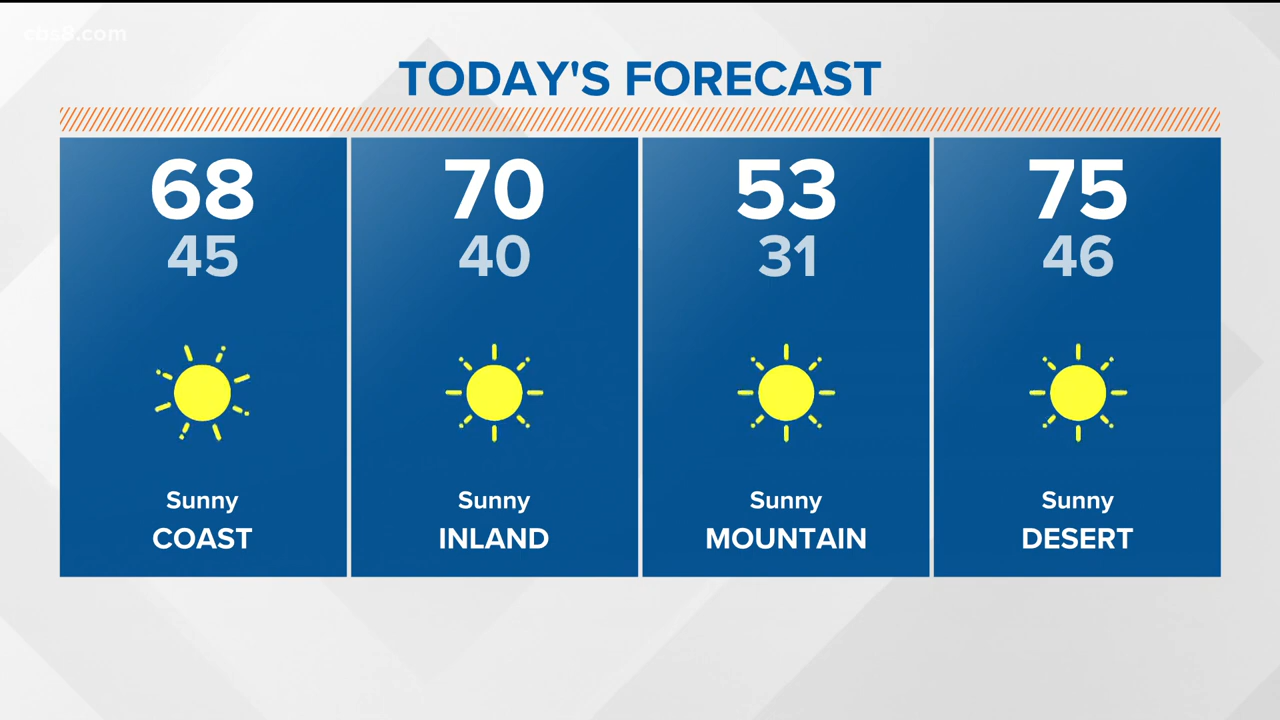 cbs8.com
TODAY'S FORECAST
68
45
Sunny
COAST
70
40
Sunny
INLAND
53
31
Sunny
MOUNTAIN
75
46
Sunny
DESERT